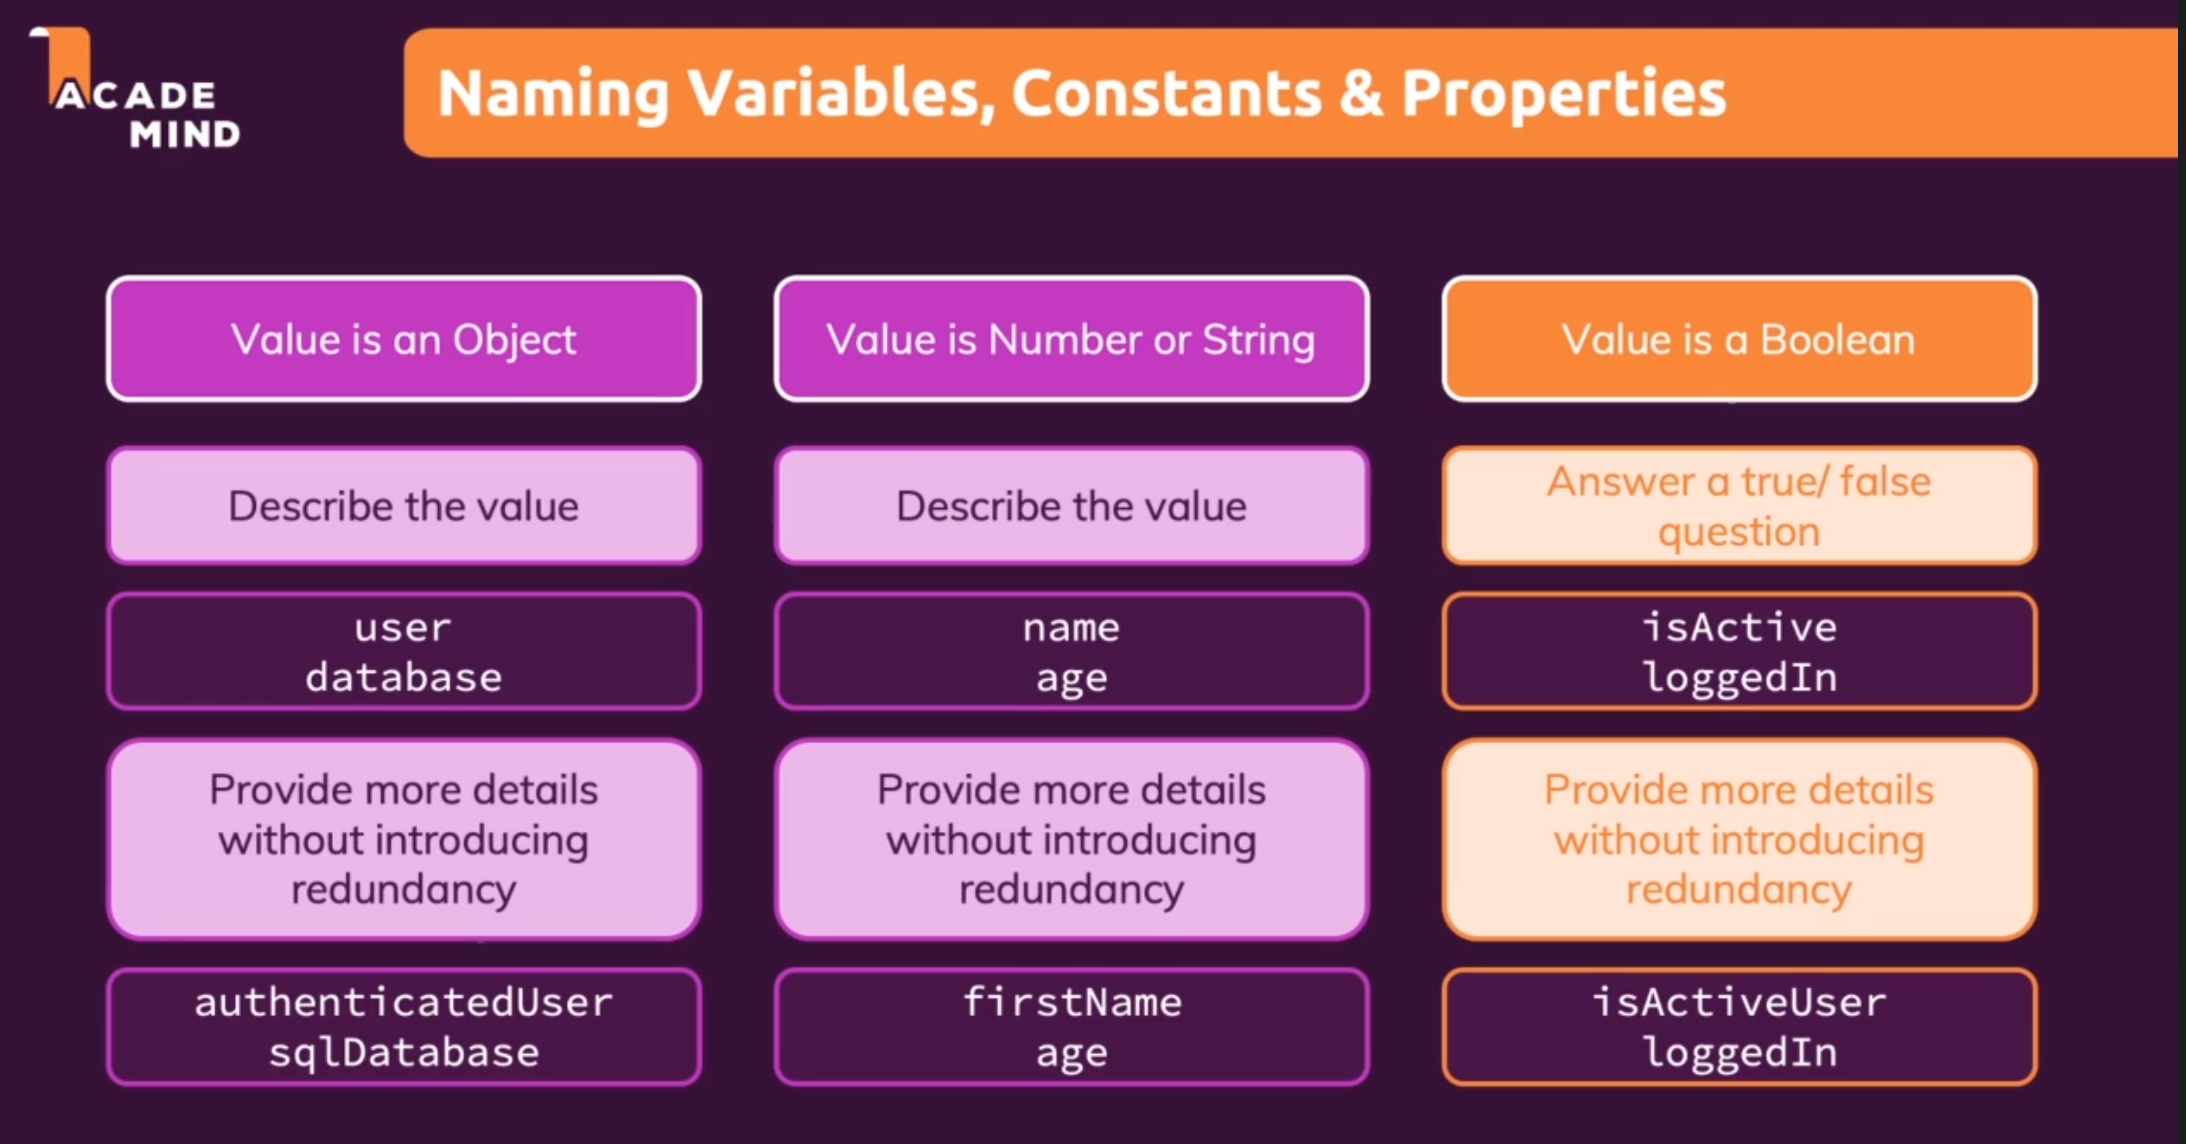 ACADE
MIND
Naming Variables, Constants & Properties
Value is an Object
Value is Number or String
Value is a Boolean
Describe the value
Describe the value
Answer a true/ false
question
user
database
name
age
isActive
loggedIn
Provide more details
without introducing
redundancy
Provide more details
without introducing
redundancy
Provide more details
without introducing
redundancy
authenticatedUser
sqlDatabase
firstName
age
isActiveUser
loggedIn